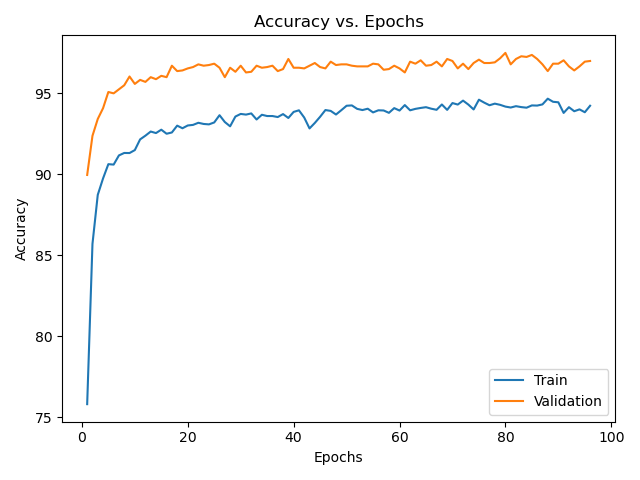 Accuracy vs. Epochs
Accuracy
95
90
85
80
75
0 20 40 60 80 100
Epochs
Train
Validation